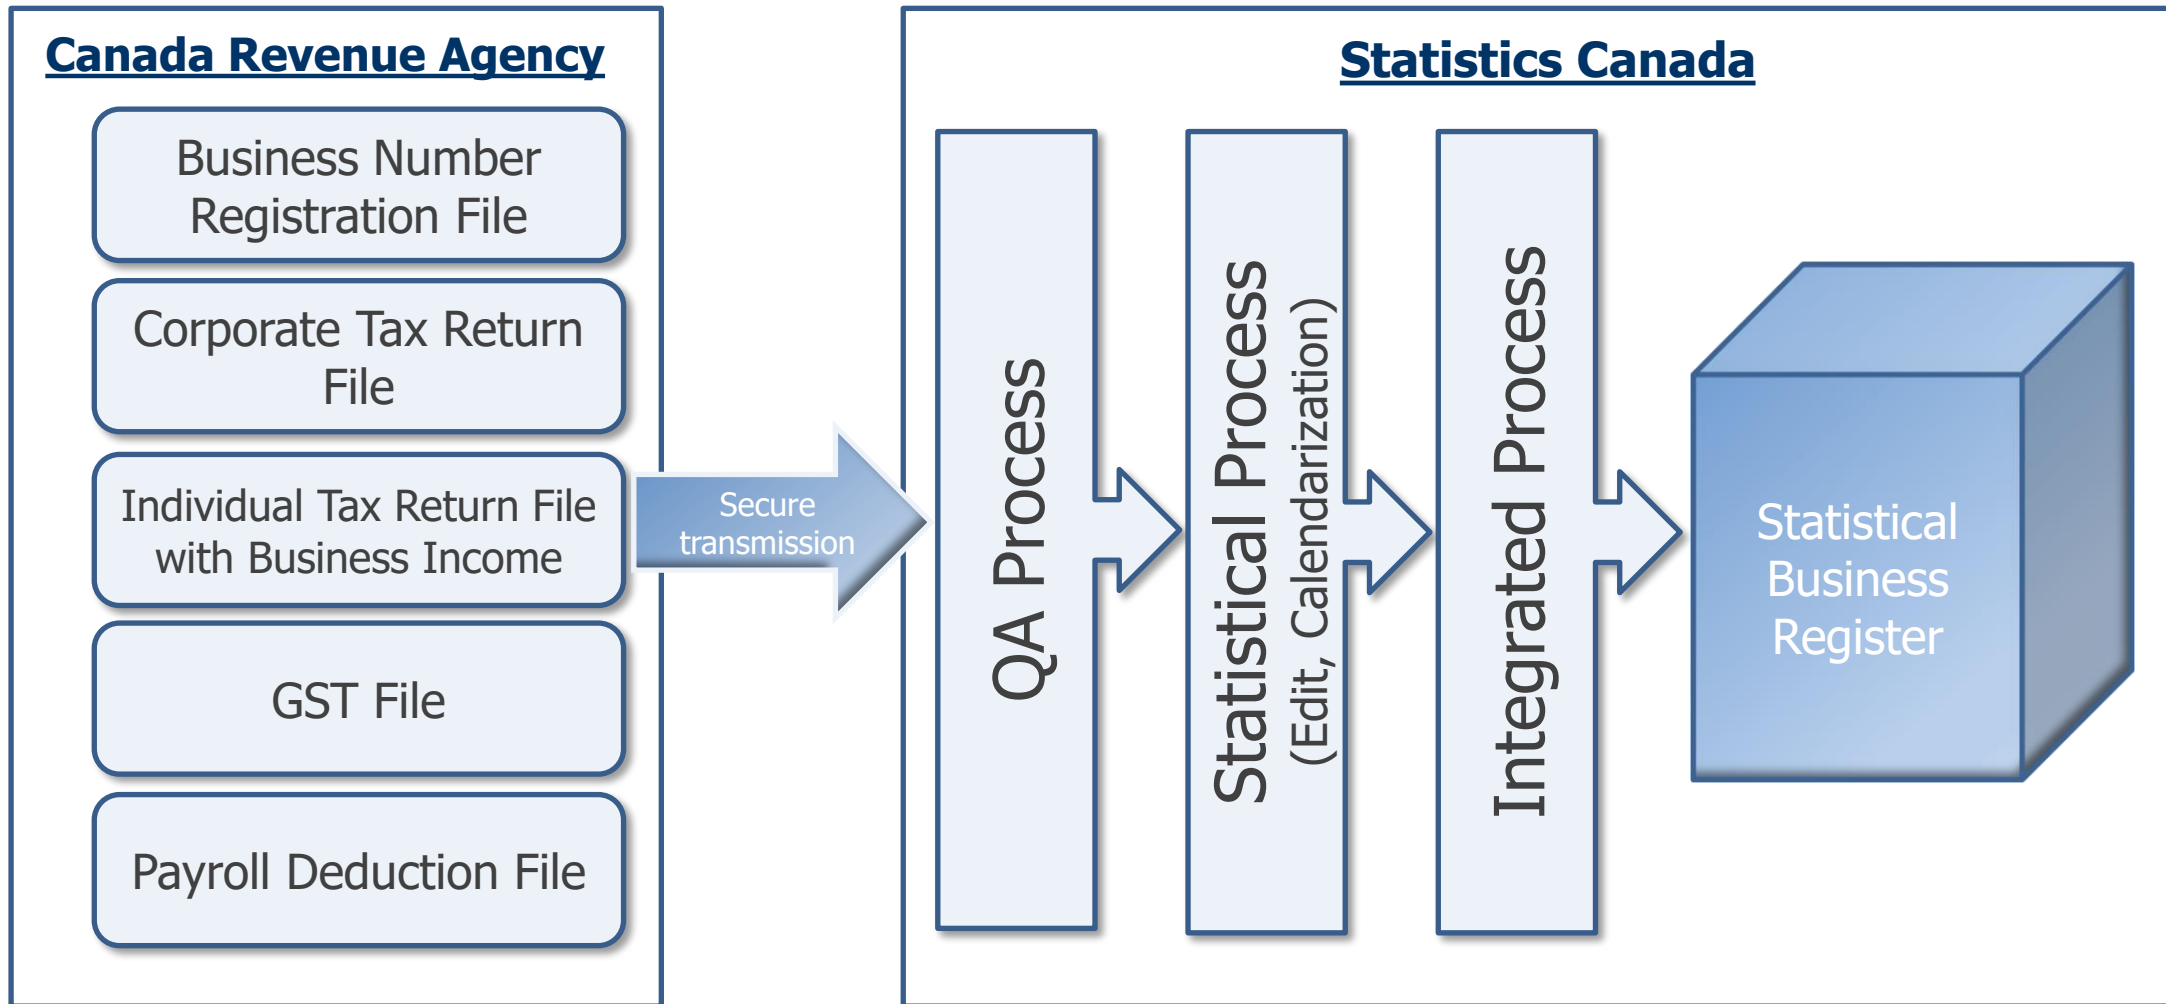 Canada Revenue Agency
Business Number
Registration File
Corporate Tax Return
File
Individual Tax Return File
with Business Income
GST File
Payroll Deduction File
Secure
transmission
Statistics Canada
QA Process
Statistical Process
(Edit, Calendarization)
Integrated Process
Statistical
Business
Register